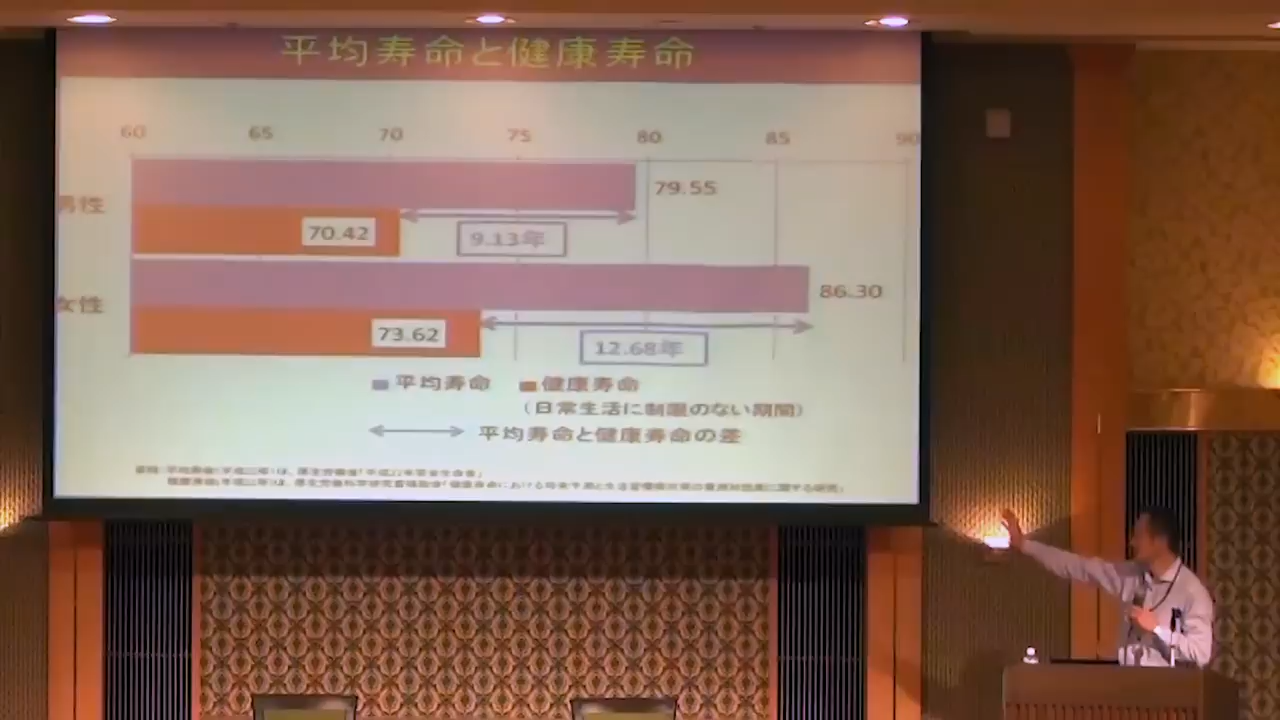 平均寿命と健康寿命
60 65 70 75 80 85 90
男性
79.55
70.42
9.13年
女性
86.30
73.62
12.68年
平均寿命 健康寿命
(日常生活に制限のない期間)
平均寿命と健康寿命の差